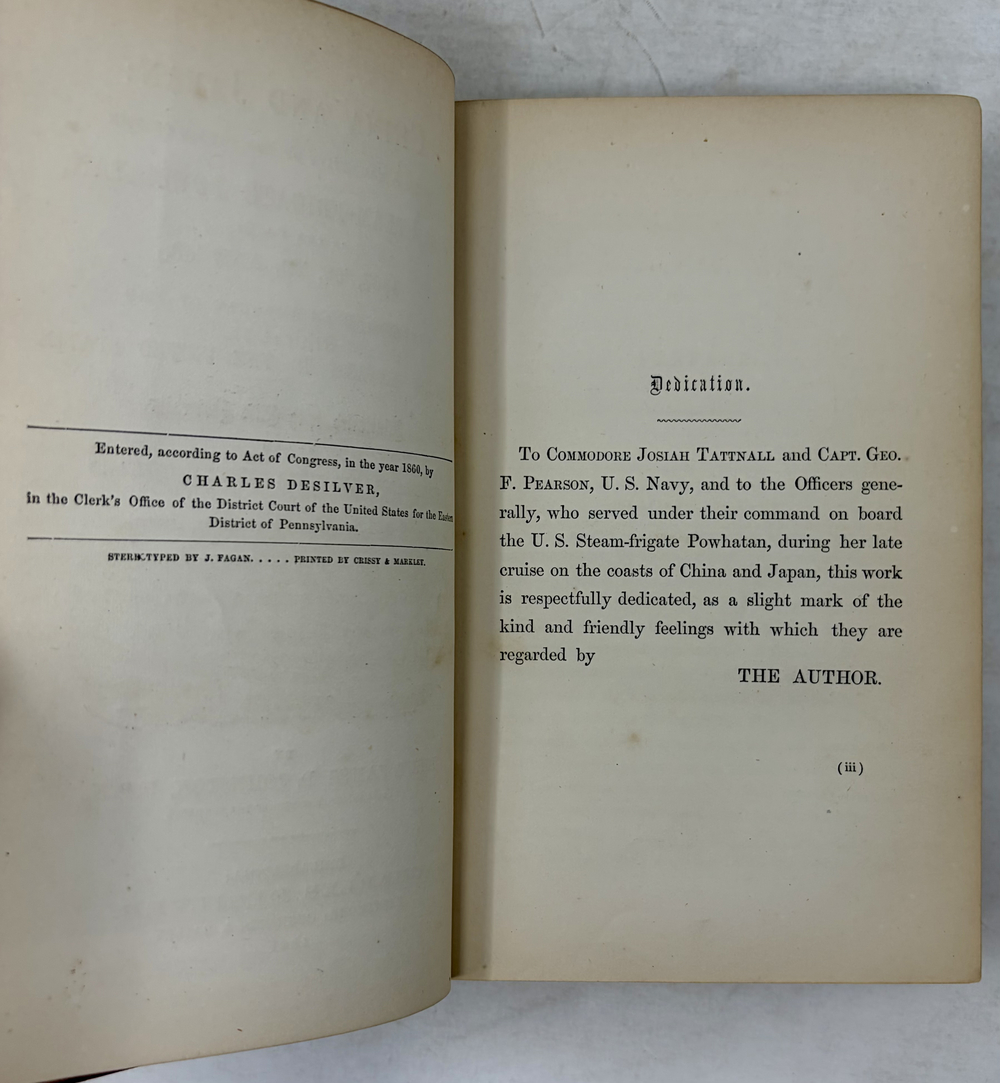 Entered, according to Act of Congress, in the year 1860, by
CHARLES DESILVER,
in the Clerk's Office of the District Court of the United States for the Eastern
District of Pennsylvania.
STEREOTYPED BY J. FAGAN. . . . . PRINTED BY CRISSY & MARKLEY.
Dedication.
To COMMODORE JOSIAH TATTNALL and CAPT. GEO.
F. PEARSON, U. S. Navy, and to the Officers gene-
rally, who served under their command on board
the U. S. Steam-frigate Powhatan, during her late
cruise on the coasts of China and Japan, this work
is respectfully dedicated, as a slight mark of the
kind and friendly feelings with which they are
regarded by
THE AUTHOR.
(iii)